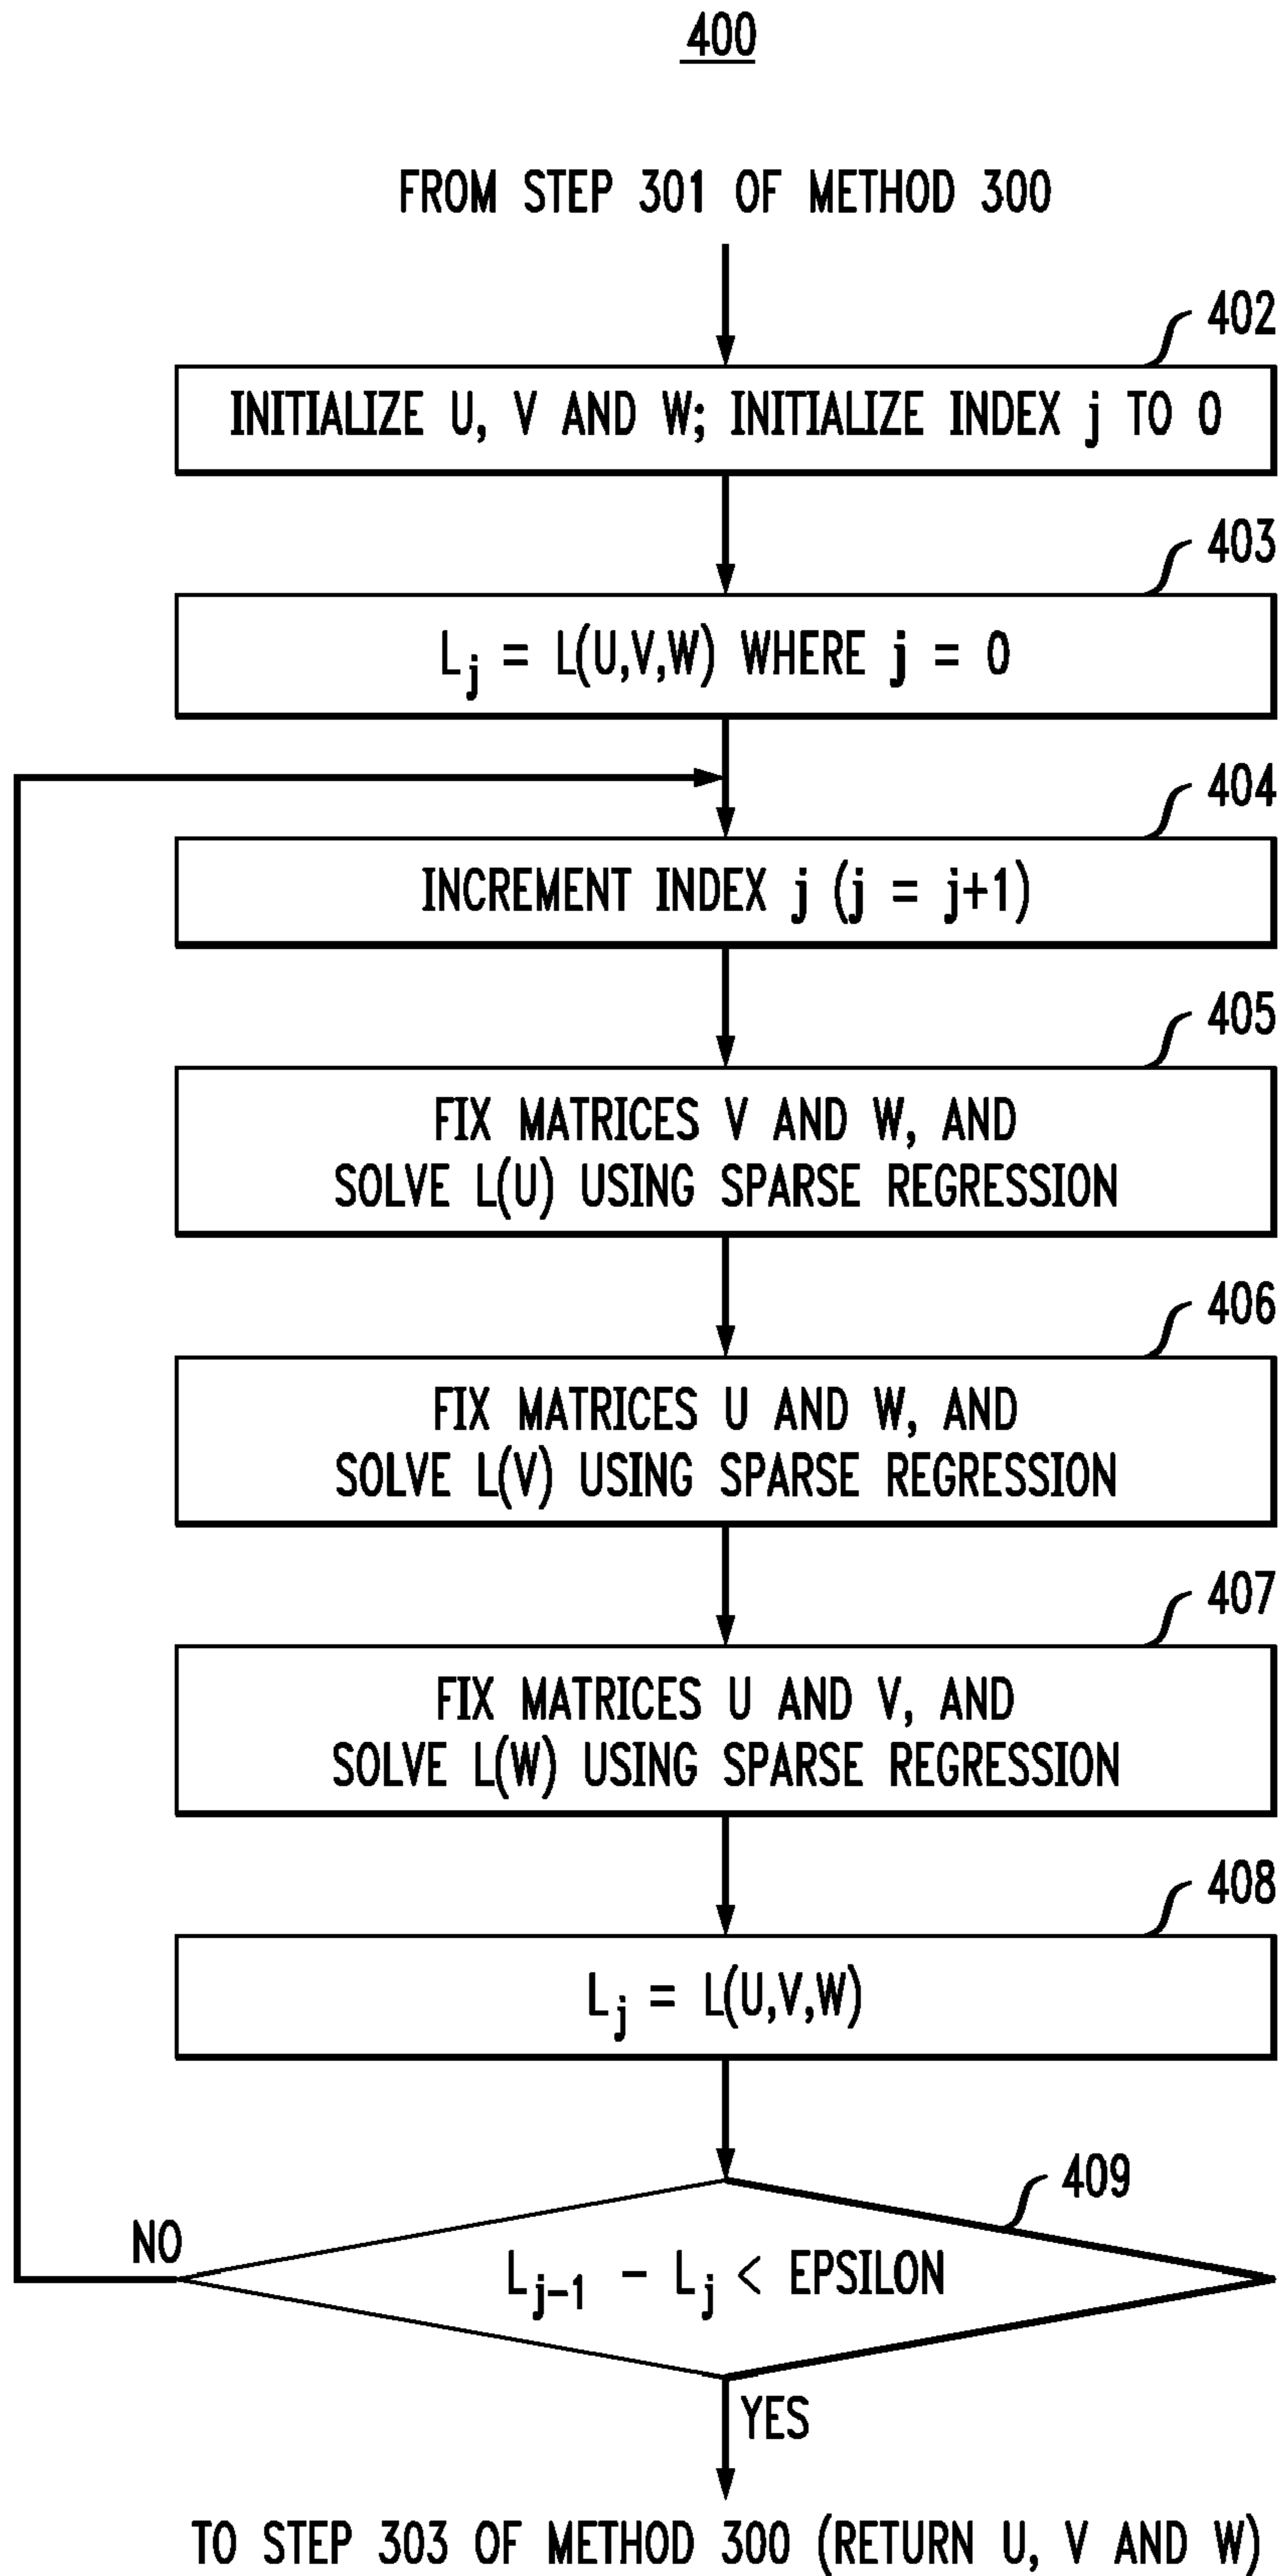 400
FROM STEP 301 OF METHOD 300
402
INITIALIZE U, V AND W; INITIALIZE INDEX j TO 0
403
Lj = L(U,V,W) WHERE j = 0
404
INCREMENT INDEX j (j = j+1)
405
FIX MATRICES V AND W, AND
SOLVE L(U) USING SPARSE REGRESSION
406
FIX MATRICES U AND W, AND
SOLVE L(V) USING SPARSE REGRESSION
407
FIX MATRICES U AND V, AND
SOLVE L(W) USING SPARSE REGRESSION
408
Lj = L(U,V,W)
409
NO
Lj-1 - Lj < EPSILON
YES
TO STEP 303 OF METHOD 300 (RETURN U, V AND W)